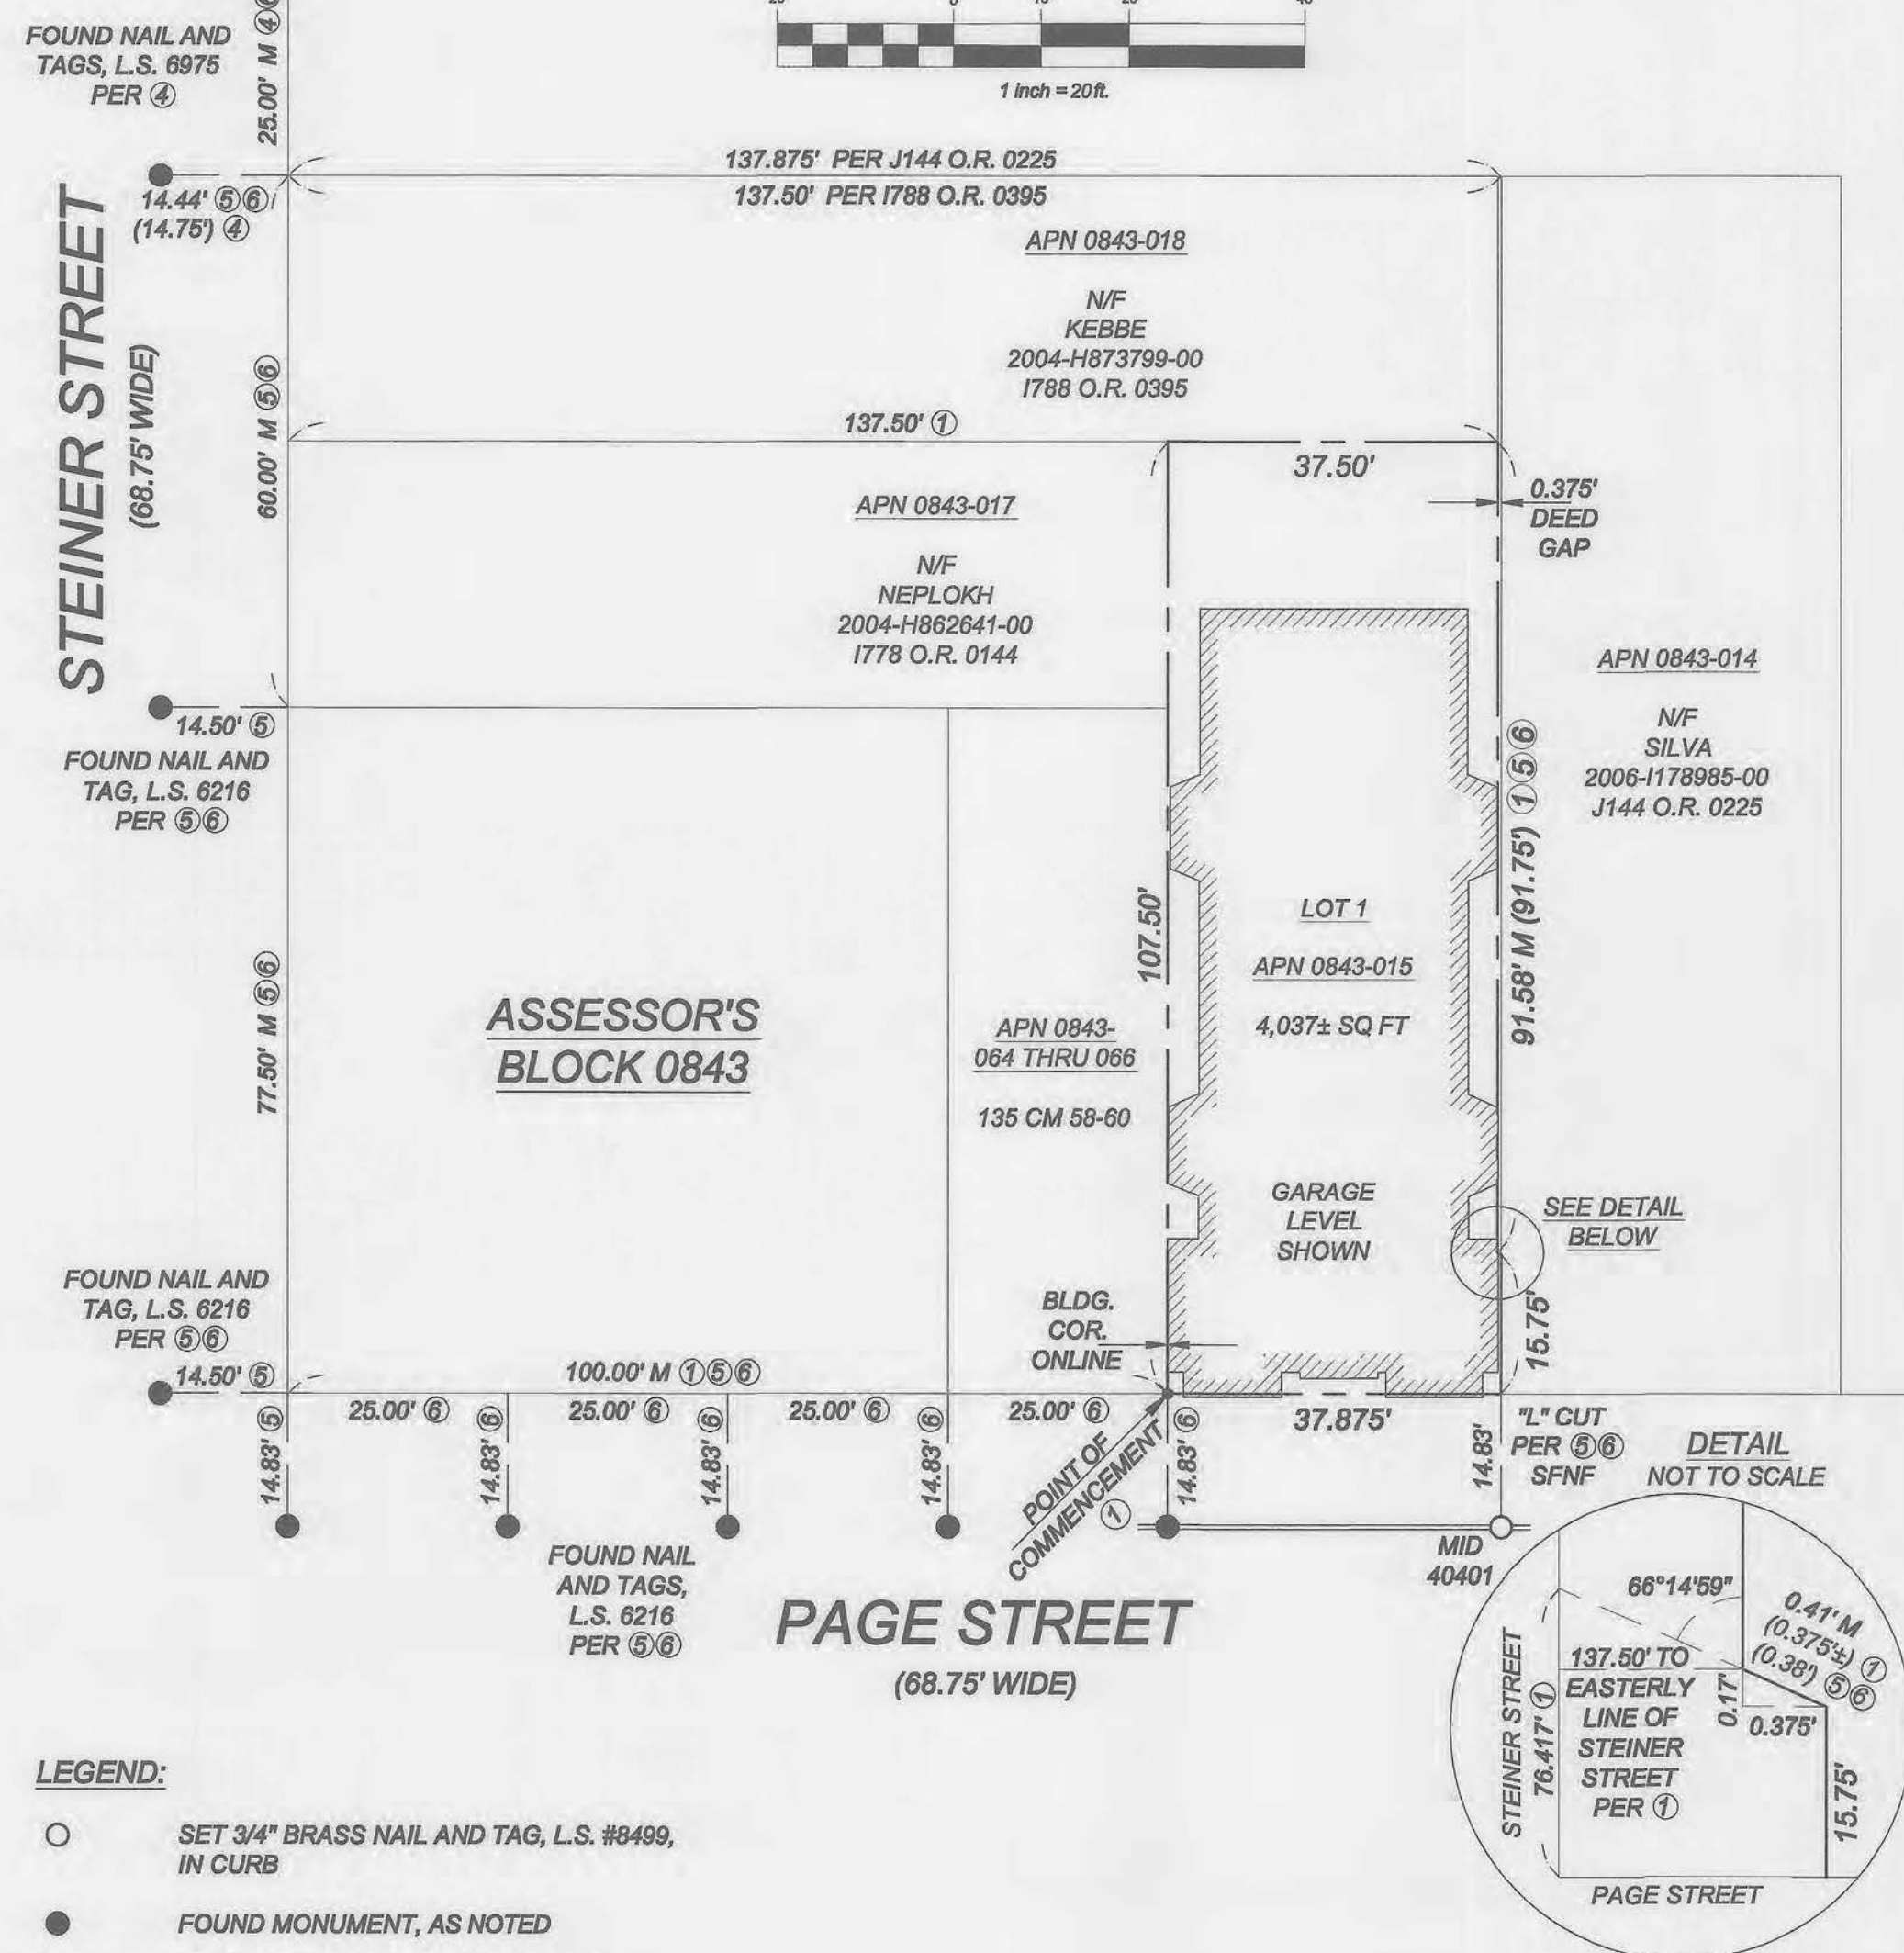 FOUND NAIL AND
TAGS, L.S. 6975
PER ④
1 inch = 20ft.
137.875' PER J144 O.R. 0225
137.50' PER I788 O.R. 0395
14.44' ⑤⑥
(14.75') ④
STEINER STREET
(68.75' WIDE)
60.00' M ⑤⑥
APN 0843-018
N/F
KEBBE
2004-H873799-00
I788 O.R. 0395
137.50' ①
37.50'
0.375'
DEED
GAP
APN 0843-017
N/F
NEPLOKH
2004-H862641-00
I778 O.R. 0144
APN 0843-014
N/F
SILVA
2006-I178985-00
J144 O.R. 0225
14.50' ⑤
FOUND NAIL AND
TAG, L.S. 6216
PER ⑤⑥
91.58' M (91.75') ①⑤⑥
107.50'
LOT 1
APN 0843-015
4,037± SQ FT
77.50' M ⑤⑥
ASSESSOR'S
BLOCK 0843
APN 0843-
064 THRU 066
135 CM 58-60
GARAGE
LEVEL
SHOWN
SEE DETAIL
BELOW
FOUND NAIL AND
TAG, L.S. 6216
PER ⑤⑥
14.50' ⑤
BLDG.
COR.
ONLINE
15.75'
100.00' M ①⑤⑥
25.00' ⑥
25.00' ⑥
25.00' ⑥
25.00' ⑥
37.875'
14.83' ⑤
14.83' ⑥
14.83' ⑥
14.83' ⑥
14.83' ⑥
14.83'
POINT OF
COMMENCEMENT
①
"L" CUT
PER ⑤⑥
SFNF
DETAIL
NOT TO SCALE
FOUND NAIL
AND TAGS,
L.S. 6216
PER ⑤⑥
MID
40401
PAGE STREET
(68.75' WIDE)
66°14'59"
0.41' M
(0.375'±) ①
(0.38') ⑤⑥
STEINER STREET
76.417' ①
137.50' TO
EASTERLY
LINE OF
STEINER
STREET
PER ①
0.17'
0.375'
15.75'
PAGE STREET
LEGEND:
SET 3/4" BRASS NAIL AND TAG, L.S. #8499,
IN CURB
FOUND MONUMENT, AS NOTED